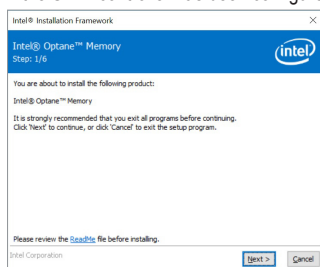 Intel® Installation Framework
Intel® Optane™ Memory
Step: 1/6
intel
You are about to install the following product:
Intel® Optane™ Memory
It is strongly recommended that you exit all programs before continuing.
Click 'Next' to continue, or click 'Cancel' to exit the setup program.
Please review the ReadMe file before installing.
Intel Corporation
Next > Cancel